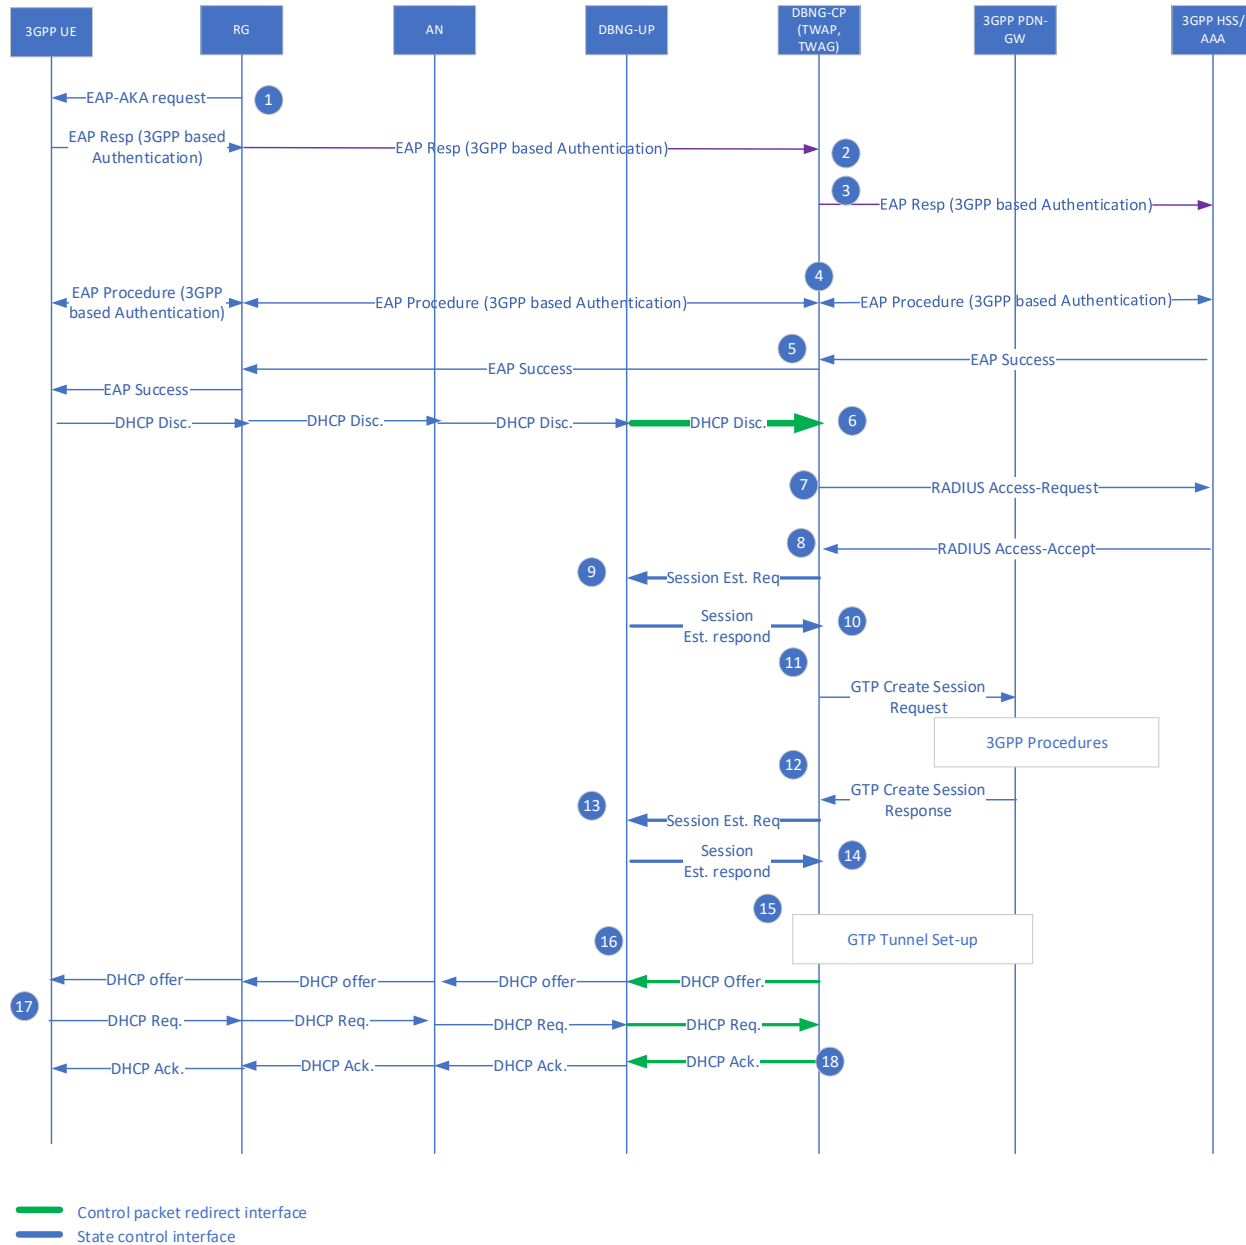 3GPP UE
RG
AN
DBNG-UP
DBNG-CP
(TWAP,
TWAG)
3GPP PDN-
GW
3GPP HSS/
AAA
EAP-AKA request
1
EAP Resp (3GPP based
Authentication)
EAP Resp (3GPP based Authentication)
2
3
EAP Resp (3GPP based Authentication)
4
EAP Procedure (3GPP
based Authentication)
EAP Procedure (3GPP based Authentication)
EAP Procedure (3GPP based Authentication)
5
EAP Success
EAP Success
EAP Success
DHCP Disc.
DHCP Disc.
DHCP Disc.
DHCP Disc.
6
7
RADIUS Access-Request
8
RADIUS Access-Accept
9
Session Est. Req
Session
Est. respond
10
11
GTP Create Session
Request
3GPP Procedures
12
GTP Create Session
Response
13
Session Est. Req
Session
Est. respond
14
15
GTP Tunnel Set-up
16
DHCP offer
DHCP offer
DHCP offer
DHCP Offer.
17
DHCP Req.
DHCP Req.
DHCP Req.
DHCP Req.
DHCP Ack.
DHCP Ack.
DHCP Ack.
DHCP Ack.
18
Control packet redirect interface
State control interface